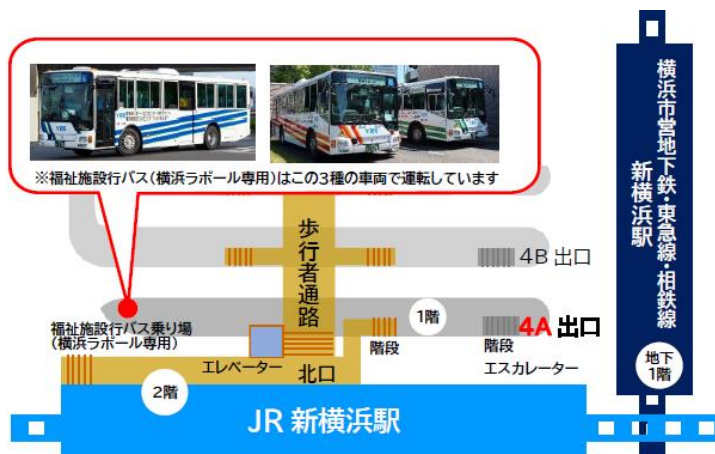 ※福祉施設行バス(横浜ラポール専用)はこの3種の車両で運転しています
歩行者通路
4B 出口
1階
4A 出口
福祉施設行バス乗り場
(横浜ラポール専用)
エレベーター
北口
階段
階段
エスカレーター
2階
JR 新横浜駅
横浜市営地下鉄・東急線・相鉄線
新横浜駅
地下
1階